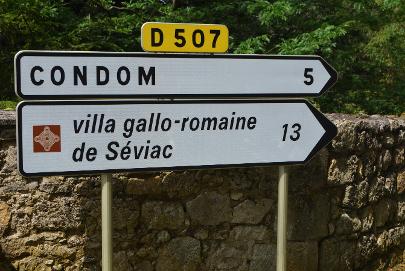 D 507
CONDOM 5
villa gallo-romaine 13
de Séviac